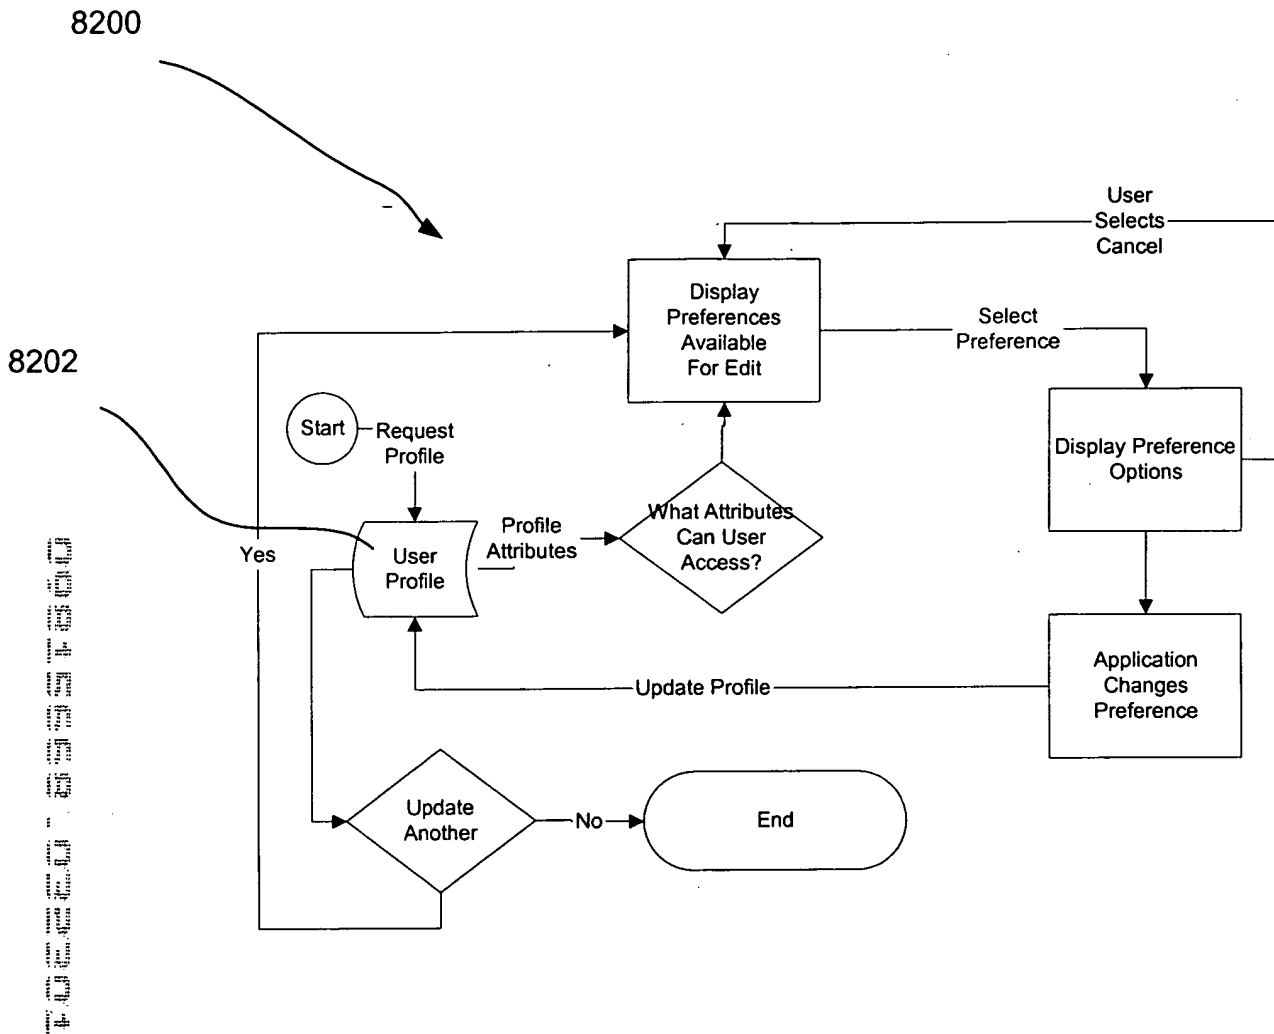 8200
User
Selects
Cancel
Display
Preferences
Available
For Edit
Select
Preference
8202
Start
Request
Profile
Display Preference
Options
What Attributes
Can User
Access?
Profile
Attributes
User
Profile
Yes
Application
Changes
Preference
Update Profile
Update
Another
No
End